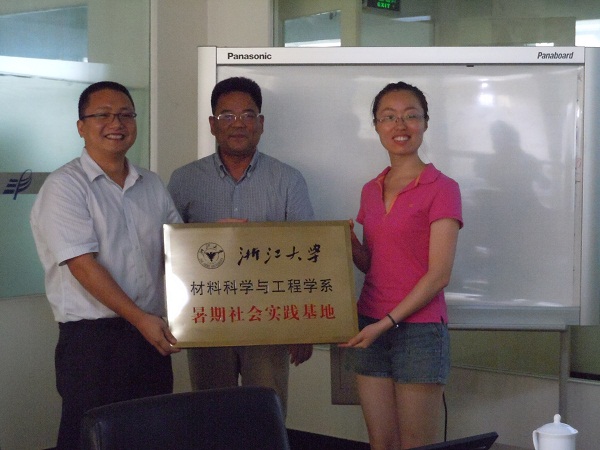 EXIT
Panasonic
Panaboard
浙江大学
材料科学与工程学系
暑期社会实践基地